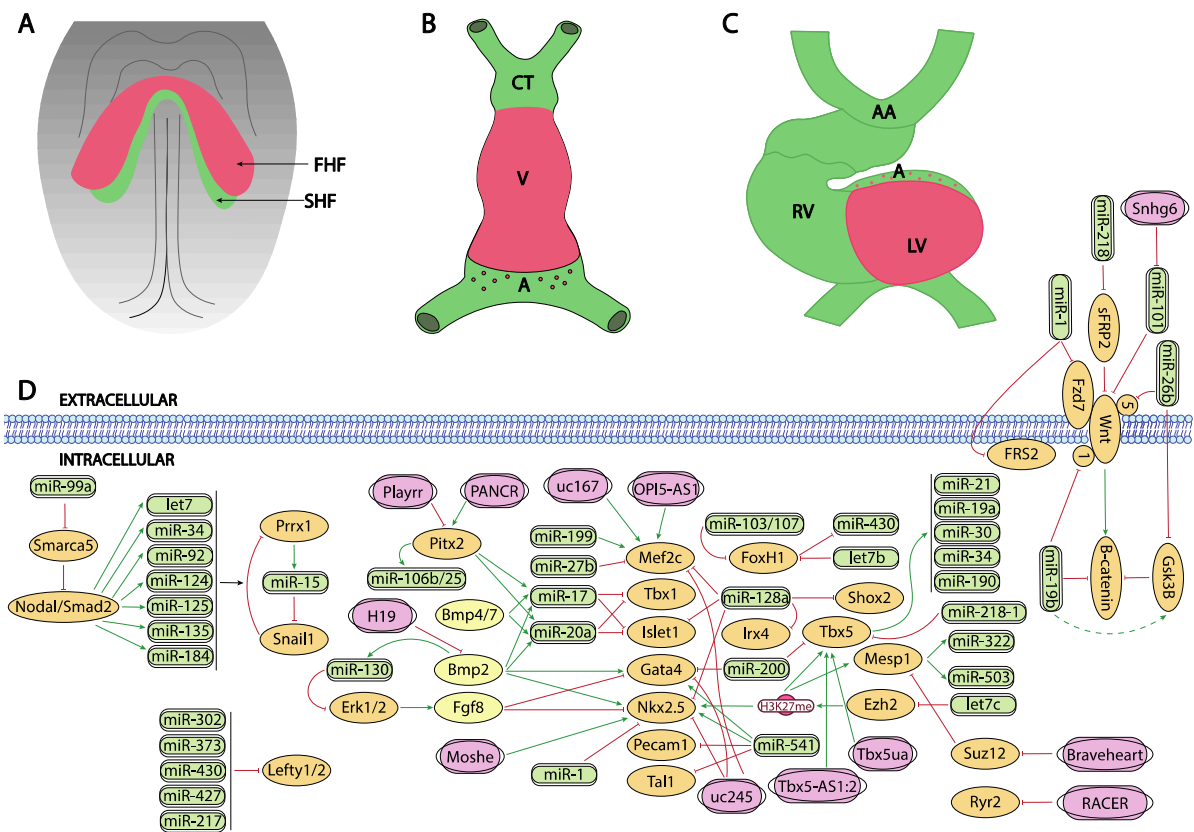 A
FHF
SHF
B
CT
V
A
C
AA
A
RV
LV
D
EXTRACELLULAR
INTRACELLULAR
miR-218
Snhg6
miR-1
sFRP2
miR-101
miR-26b
Fzd7
Wnt
5
1
FRS2
miR-19b
B-catenin
Gsk3B
miR-99a
Smarca5
Nodal/Smad2
let7
miR-34
miR-92
miR-124
miR-125
miR-135
miR-184
Prrx1
miR-15
Snail1
miR-302
miR-373
miR-430
miR-427
miR-217
Lefty1/2
Playrr
PANCR
Pitx2
miR-106b/25
H19
Bmp4/7
miR-130
Bmp2
Erk1/2
Fgf8
Moshe
uc167
OPI5-AS1
miR-199
miR-27b
miR-17
miR-20a
miR-1
Mef2c
Tbx1
Islet1
Gata4
Nkx2.5
Pecam1
Tal1
miR-103/107
FoxH1
miR-430
let7b
miR-128a
Shox2
Irx4
miR-200
H3K27me
miR-541
uc245
Tbx5-AS1:2
Tbx5ua
Tbx5
Mesp1
Ezh2
miR-21
miR-19a
miR-30
miR-34
miR-190
miR-218-1
miR-322
miR-503
let7c
Suz12
Braveheart
Ryr2
RACER